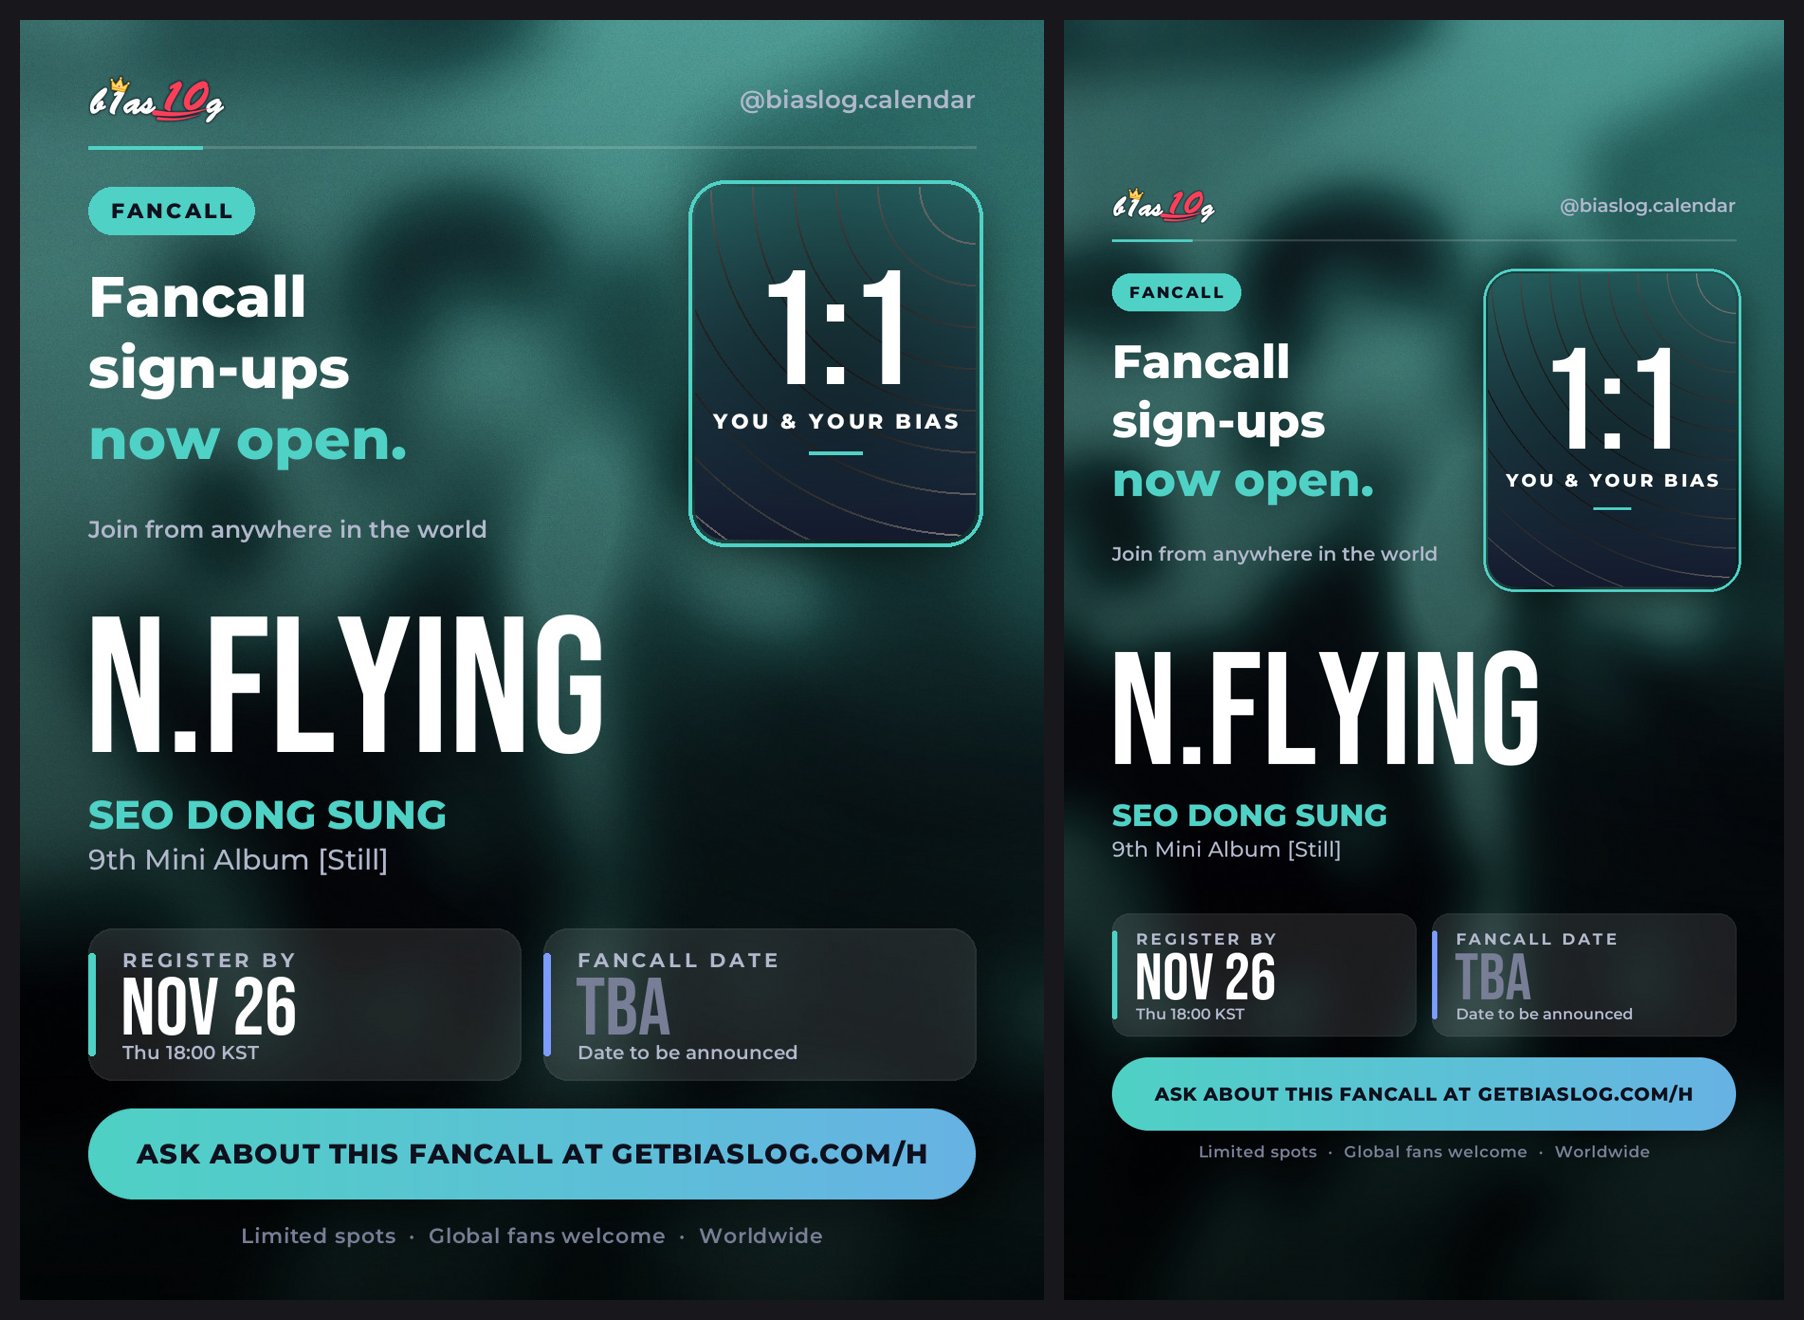 b1as10g
@biaslog.calendar
FANCALL
Fancall
sign-ups
now open.
Join from anywhere in the world
1:1
YOU & YOUR BIAS
N.FLYING
SEO DONG SUNG
9th Mini Album [Still]
REGISTER BY
NOV 26
Thu 18:00 KST
FANCALL DATE
TBA
Date to be announced
ASK ABOUT THIS FANCALL AT GETBIASLOG.COM/H
Limited spots · Global fans welcome · Worldwide
b1as10g
@biaslog.calendar
FANCALL
Fancall
sign-ups
now open.
Join from anywhere in the world
1:1
YOU & YOUR BIAS
N.FLYING
SEO DONG SUNG
9th Mini Album [Still]
REGISTER BY
NOV 26
Thu 18:00 KST
FANCALL DATE
TBA
Date to be announced
ASK ABOUT THIS FANCALL AT GETBIASLOG.COM/H
Limited spots · Global fans welcome · Worldwide